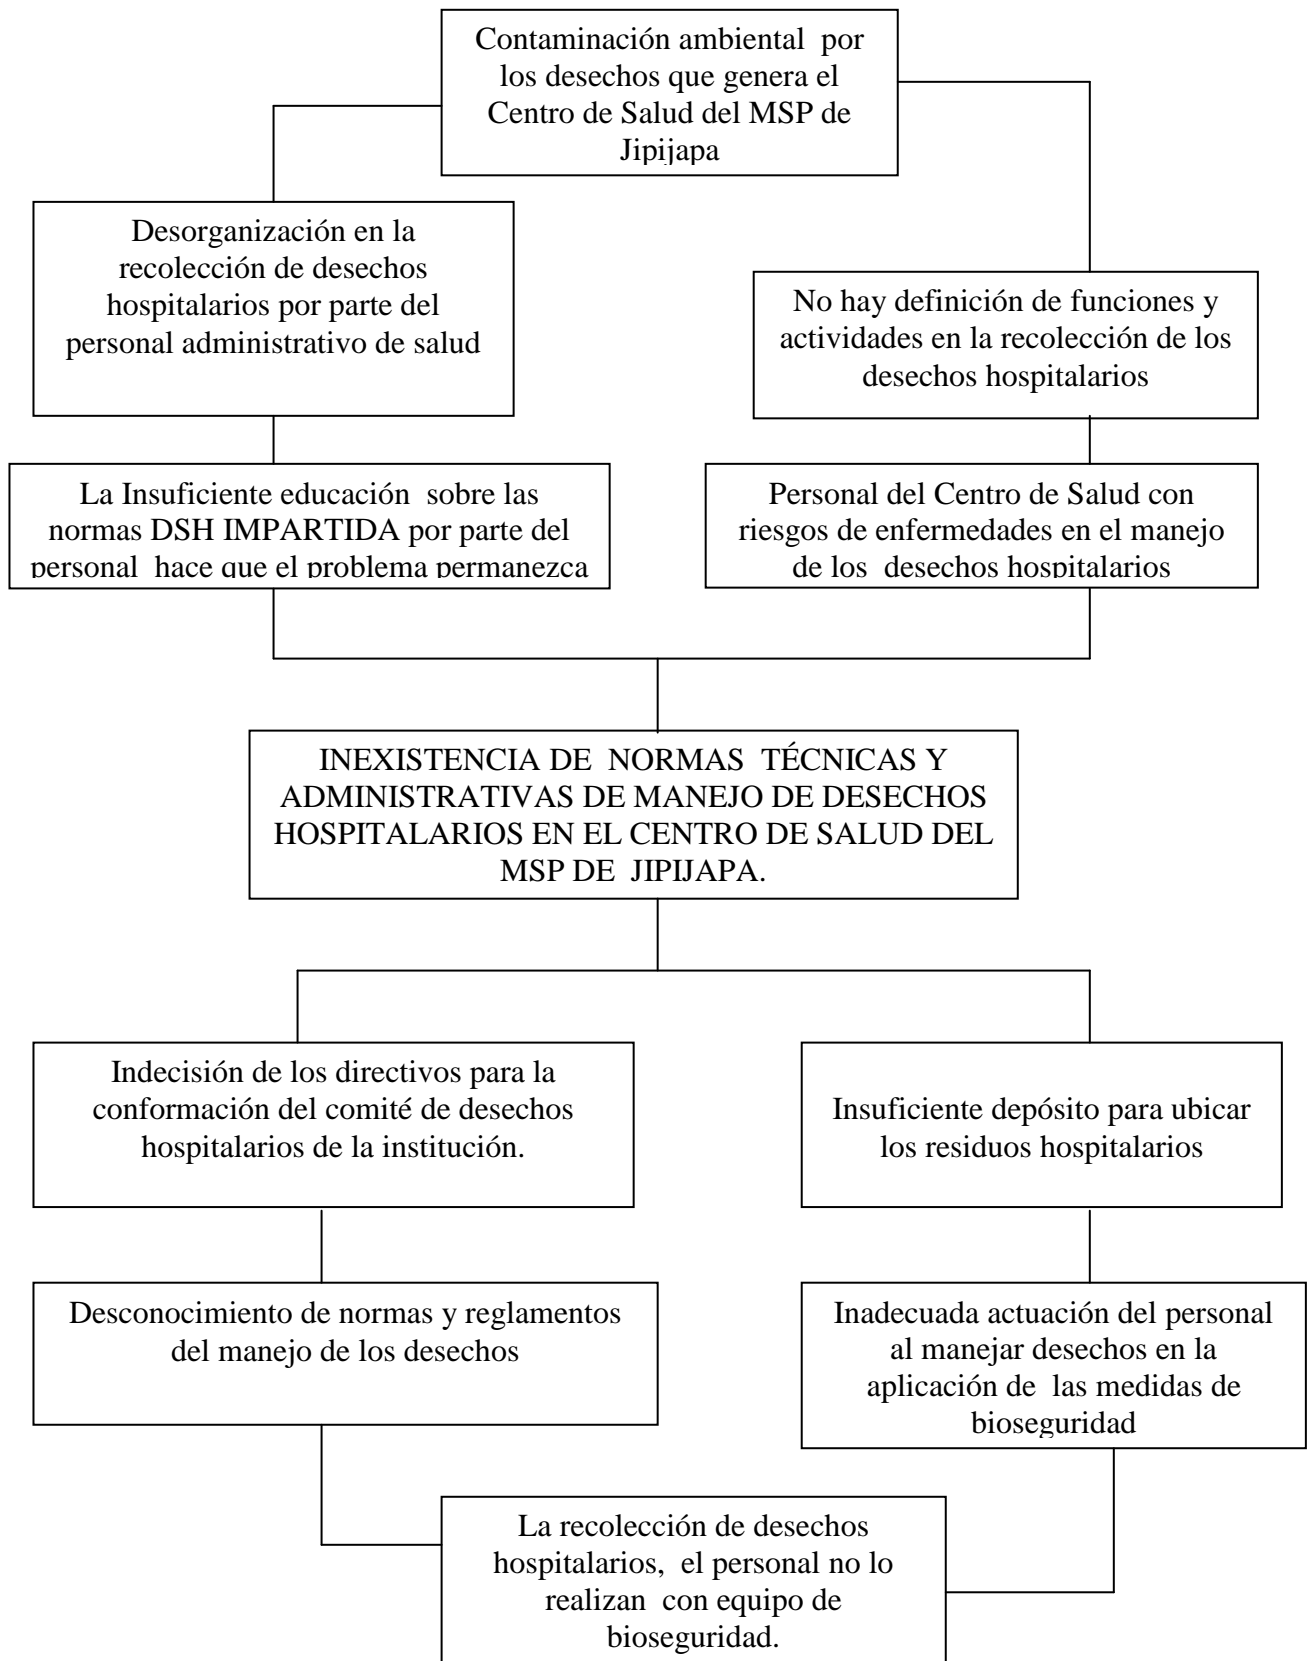 Contaminación ambiental por
los desechos que genera el
Centro de Salud del MSP de
Jipijapa
Desorganización en la
recolección de desechos
hospitalarios por parte del
personal administrativo de salud
No hay definición de funciones y
actividades en la recolección de los
desechos hospitalarios
La Insuficiente educación sobre las
normas DSH IMPARTIDA por parte del
personal hace que el problema permanezca
Personal del Centro de Salud con
riesgos de enfermedades en el manejo
de los desechos hospitalarios
INEXISTENCIA DE NORMAS TÉCNICAS Y
ADMINISTRATIVAS DE MANEJO DE DESECHOS
HOSPITALARIOS EN EL CENTRO DE SALUD DEL
MSP DE JIPIJAPA.
Indecisión de los directivos para la
conformación del comité de desechos
hospitalarios de la institución.
Insuficiente depósito para ubicar
los residuos hospitalarios
Desconocimiento de normas y reglamentos
del manejo de los desechos
Inadecuada actuación del personal
al manejar desechos en la
aplicación de las medidas de
bioseguridad
La recolección de desechos
hospitalarios, el personal no lo
realizan con equipo de
bioseguridad.